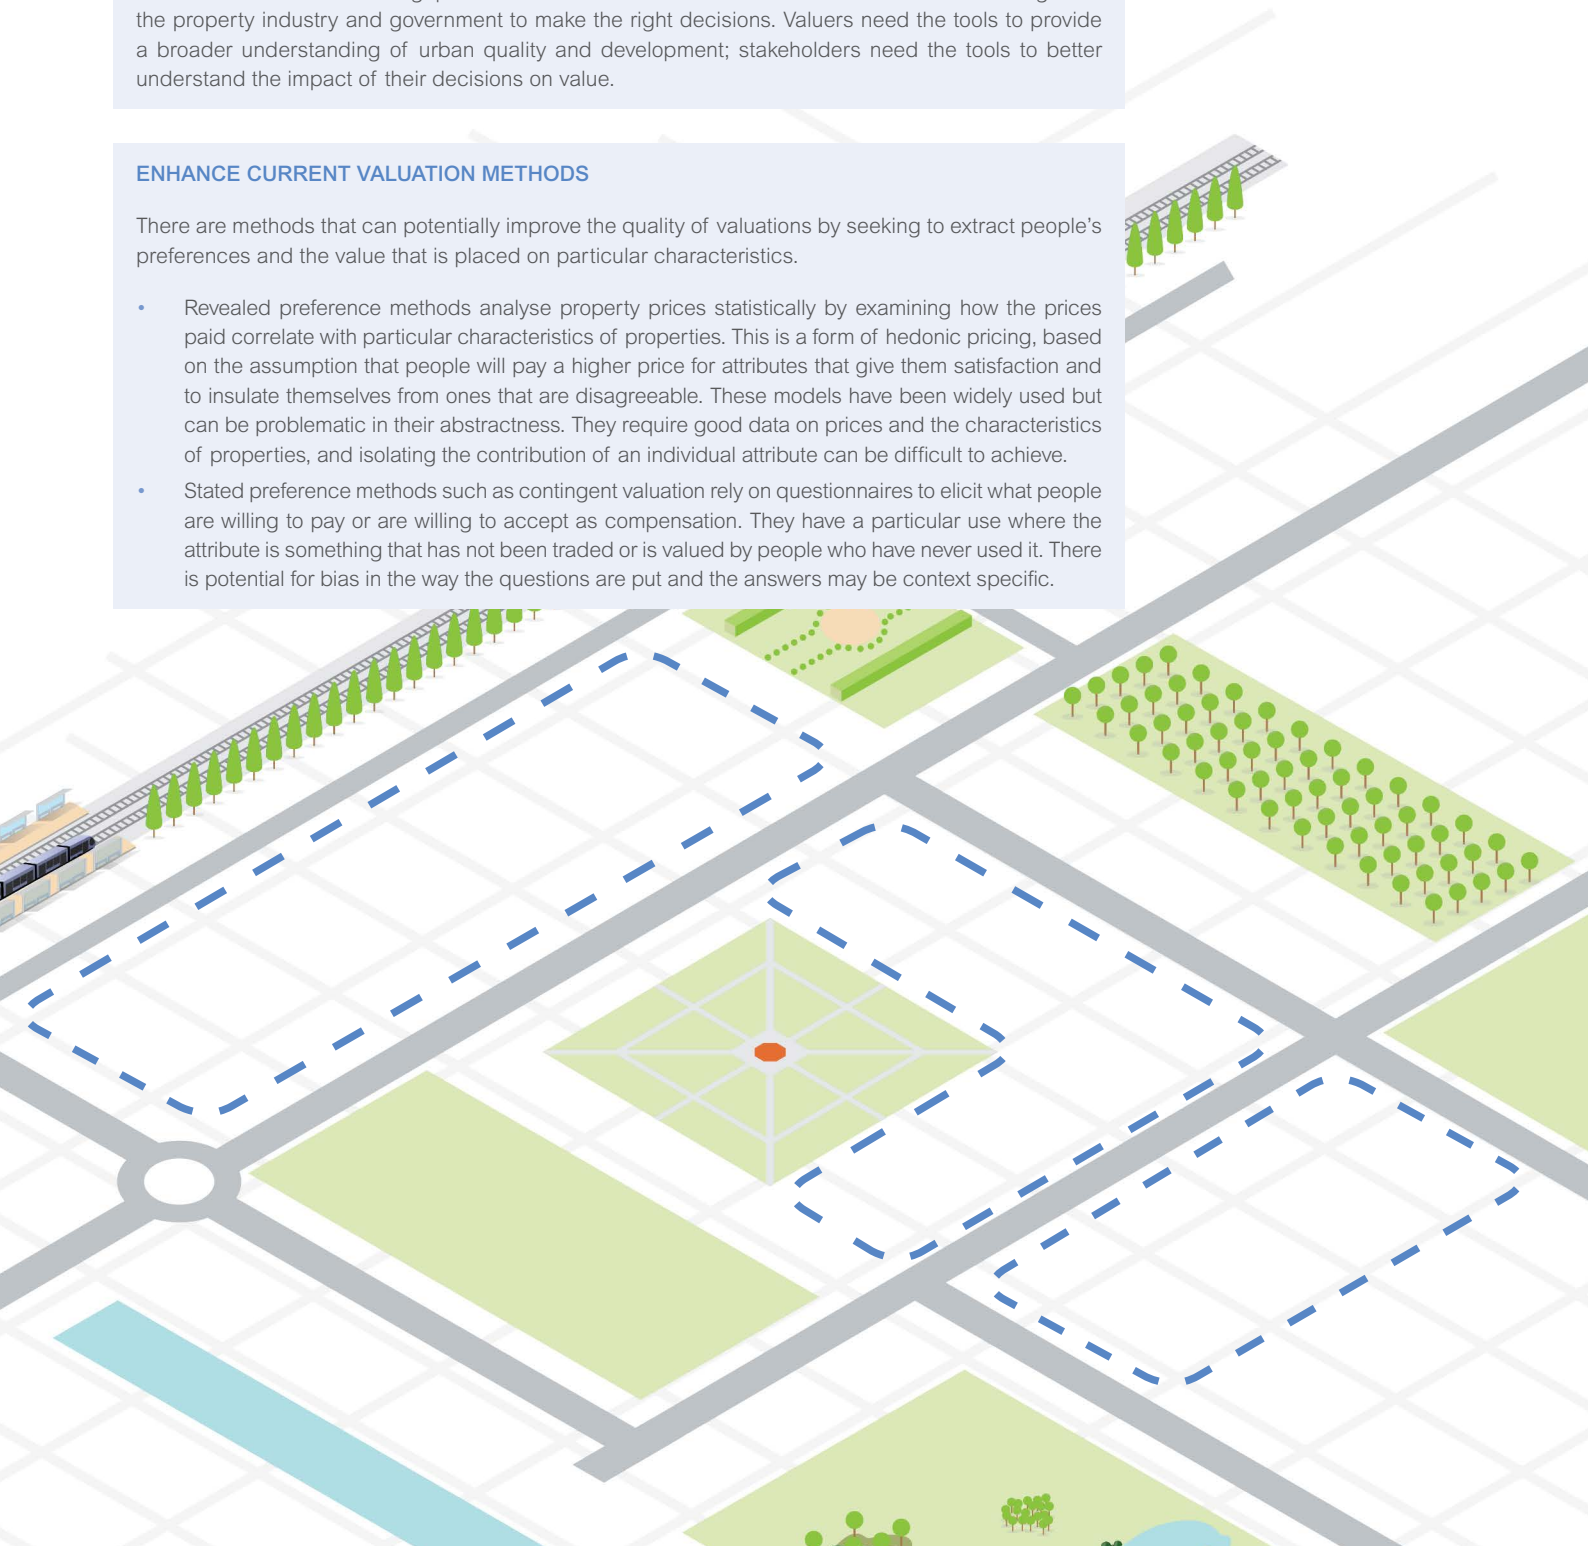 the property industry and government to make the right decisions. Valuers need the tools to provide
a broader understanding of urban quality and development; stakeholders need the tools to better
understand the impact of their decisions on value.
ENHANCE CURRENT VALUATION METHODS
There are methods that can potentially improve the quality of valuations by seeking to extract people's
preferences and the value that is placed on particular characteristics.
• Revealed preference methods analyse property prices statistically by examining how the prices
paid correlate with particular characteristics of properties. This is a form of hedonic pricing, based
on the assumption that people will pay a higher price for attributes that give them satisfaction and
to insulate themselves from ones that are disagreeable. These models have been widely used but
can be problematic in their abstractness. They require good data on prices and the characteristics
of properties, and isolating the contribution of an individual attribute can be difficult to achieve.
• Stated preference methods such as contingent valuation rely on questionnaires to elicit what people
are willing to pay or are willing to accept as compensation. They have a particular use where the
attribute is something that has not been traded or is valued by people who have never used it. There
is potential for bias in the way the questions are put and the answers may be context specific.